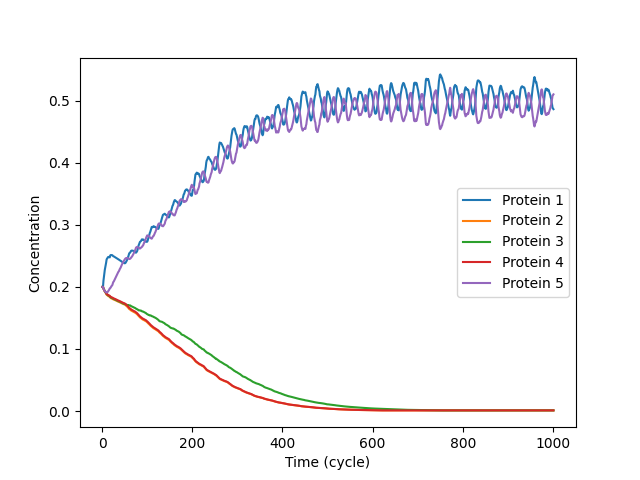 0.5
0.4
0.3
0.2
0.1
0.0
Concentration
0
200
400
600
800
1000
Time (cycle)
Protein 1
Protein 2
Protein 3
Protein 4
Protein 5